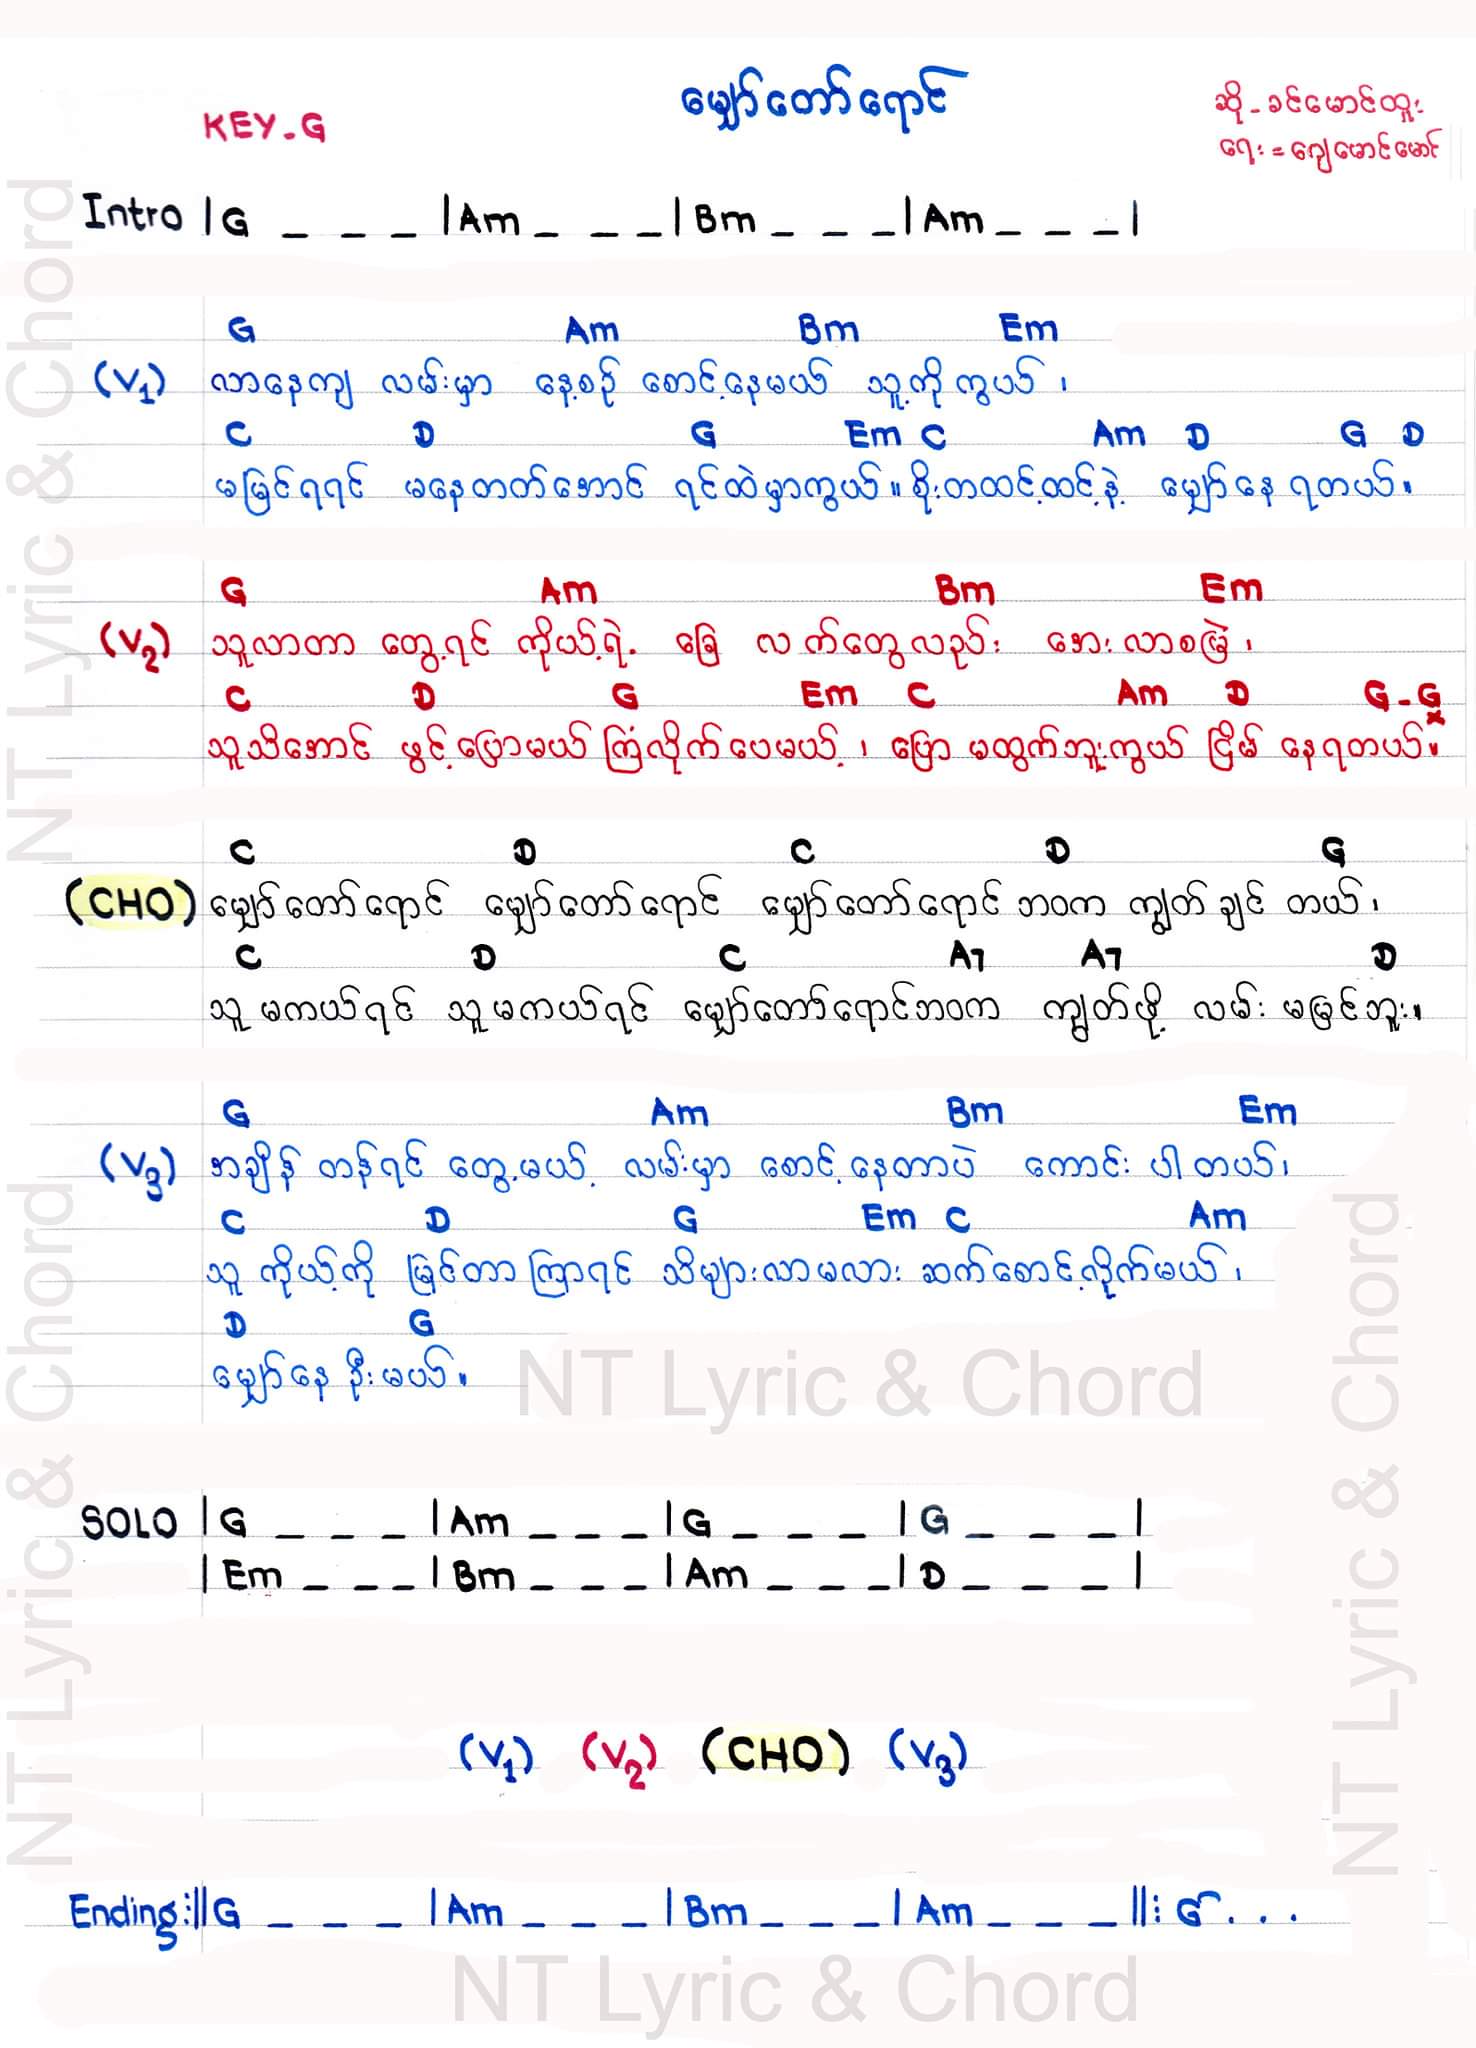 မျှော်တော်ရောင်
KEY-G
ဆို - ခင်မောင်ထူး
ရေး = ဂျေမောင်မောင်
Intro | G _ _ _ | Am _ _ _ | Bm _ _ _ | Am _ _ _ |
G Am Bm Em
(V1) လာနေကျ လမ်းမှာ နေ့စဉ် စောင့်နေမယ် သူ့ကိုကွယ်၊
C D G Em C Am D G D
မမြင်ရရင် မနေတတ်အောင် ရင်ထဲမှာကွယ်။ စိုးတထင့်ထင့်နဲ့ မျှော်နေရတယ်။
G Am Bm Em
(V2) သူလာတာ တွေ့ရင် ကိုယ့်ရဲ့ ခြေ လက်တွေလည်း အေးလာစမြဲ၊
C D G Em C Am D G - G
သူသိအောင် ဖွင့်ပြောမယ် ကြံလိုက်ပေမယ့်၊ ပြော မထွက်ဘူးကွယ် ငြိမ် နေရတယ်။
C D C D G
(CHO) မျှော်တော်ရောင် မျှော်တော်ရောင် မျှော်တော်ရောင် ဘဝက ကျွတ်ချင်တယ်၊
C D C A7 A7 D
သူမကယ်ရင် သူမကယ်ရင် မျှော်တော်ရောင်ဘဝက ကျွတ်ဖို့ လမ်း မမြင်ဘူး။
G Am Bm Em
(V3) အချိန် တန်ရင် တွေ့မယ့် လမ်းမှာ စောင့်နေတာပဲ ကောင်းပါတယ်၊
C D G Em C Am
သူ ကိုယ့်ကို မြင်တာကြာရင် သိများလာမလား ဆက်စောင့်လိုက်မယ်၊
D G
မျှော်နေဦးမယ်။
SOLO | G _ _ _ | Am _ _ _ | G _ _ _ | G _ _ _ |
| Em _ _ _ | Bm _ _ _ | Am _ _ _ | D _ _ _ |
(V1) (V2) (CHO) (V3)
Ending :|| G _ _ _ | Am _ _ _ | Bm _ _ _ | Am _ _ _ ||: G . . .
NT Lyric & Chord
NT Lyric & Chord
NT Lyric & Chord
NT Lyric & Chord
NT Lyric & Chord